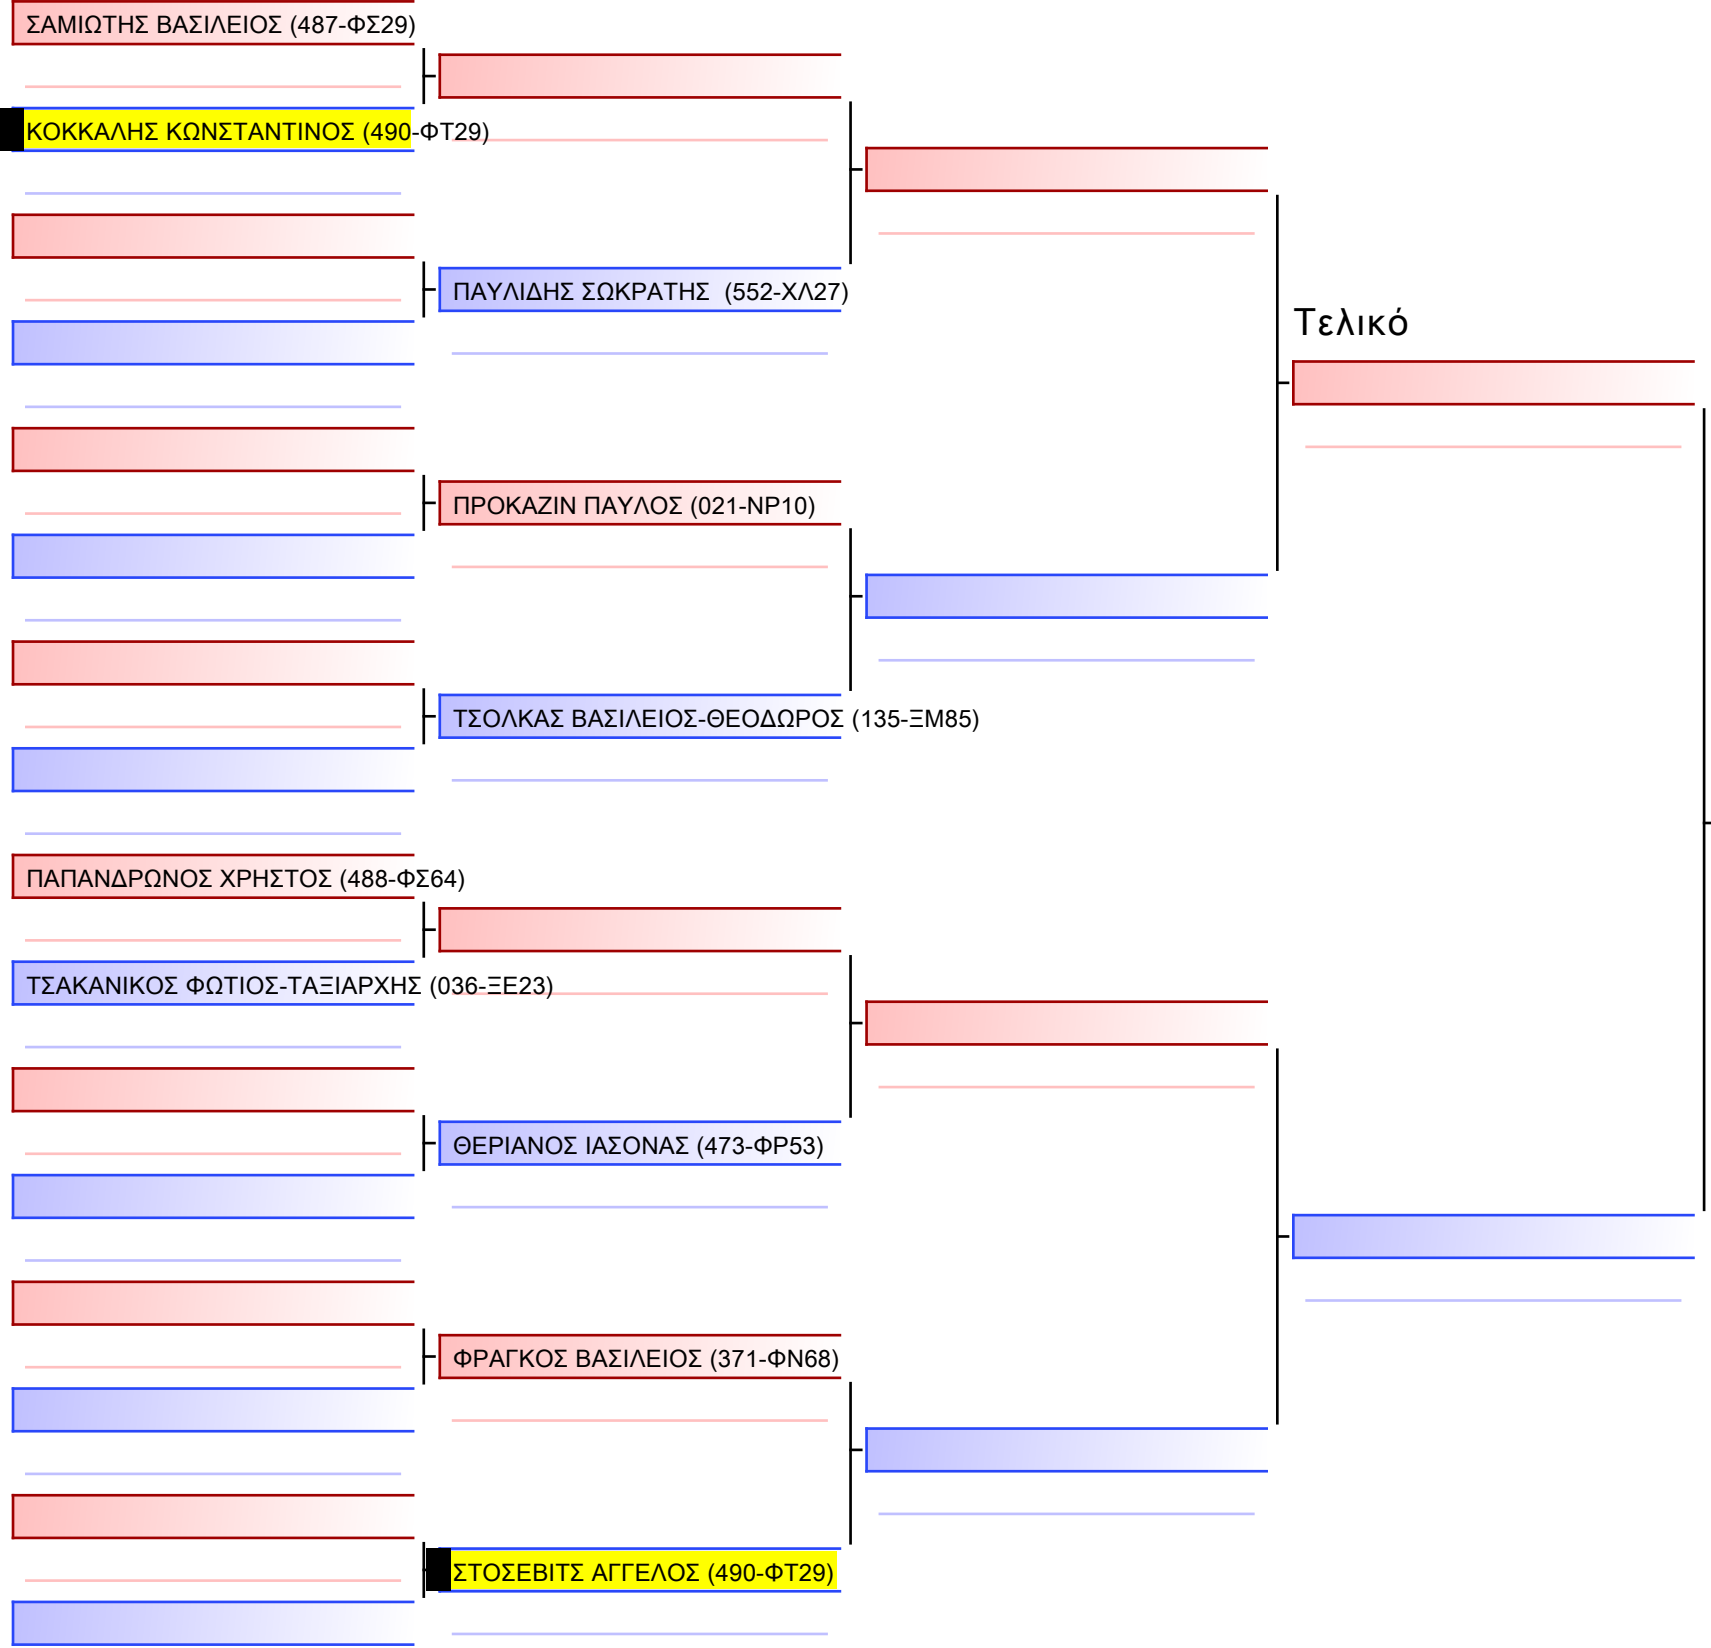 ΣΑΜΙΩΤΗΣ ΒΑΣΙΛΕΙΟΣ (487-ΦΣ29)
ΚΟΚΚΑΛΗΣ ΚΩΝΣΤΑΝΤΙΝΟΣ (490-ΦΤ29)
ΠΑΥΛΙΔΗΣ ΣΩΚΡΑΤΗΣ (552-ΧΛ27)
Τελικό
ΠΡΟΚΑΖΙΝ ΠΑΥΛΟΣ (021-ΝΡ10)
ΤΣΟΛΚΑΣ ΒΑΣΙΛΕΙΟΣ-ΘΕΟΔΩΡΟΣ (135-ΞΜ85)
ΠΑΠΑΝΔΡΩΝΟΣ ΧΡΗΣΤΟΣ (488-ΦΣ64)
ΤΣΑΚΑΝΙΚΟΣ ΦΩΤΙΟΣ-ΤΑΞΙΑΡΧΗΣ (036-ΞΕ23)
ΘΕΡΙΑΝΟΣ ΙΑΣΟΝΑΣ (473-ΦΡ53)
ΦΡΑΓΚΟΣ ΒΑΣΙΛΕΙΟΣ (371-ΦΝ68)
ΣΤΟΣΕΒΙΤΣ ΑΓΓΕΛΟΣ (490-ΦΤ29)